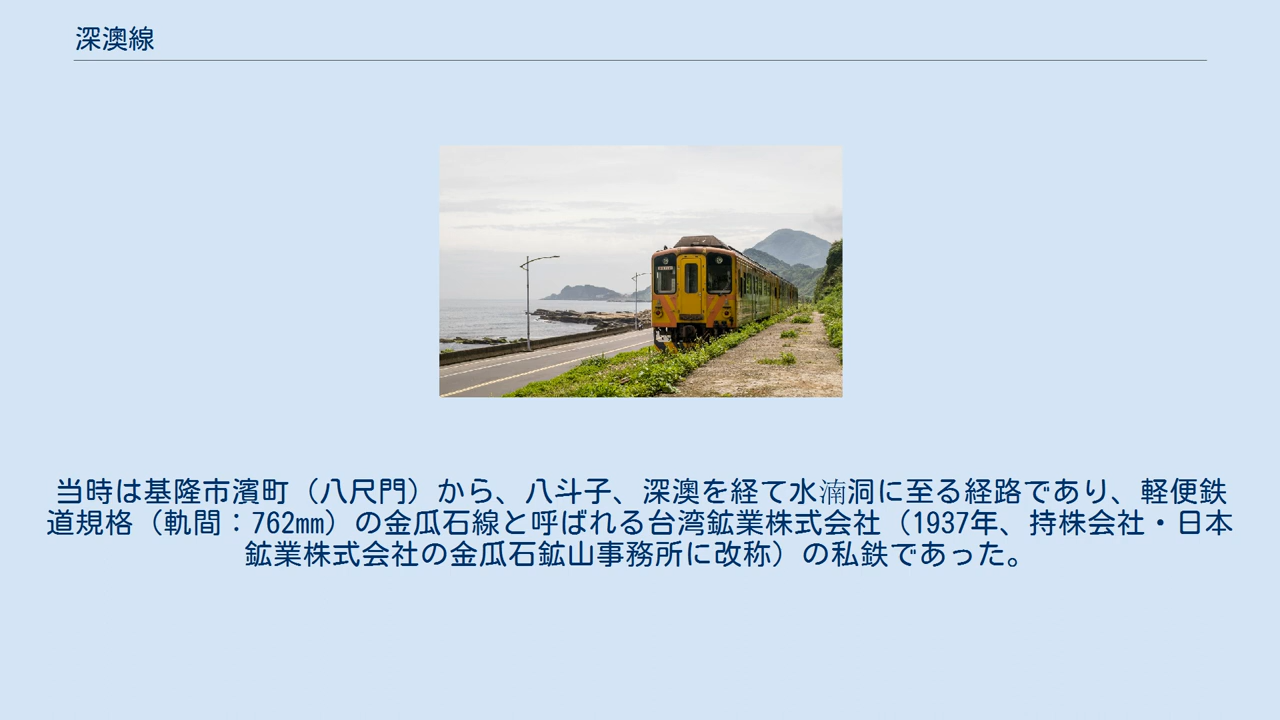 深澳線
当時は基隆市濱町（八尺門）から、八斗子、深澳を経て水湳洞に至る経路であり、軽便鉄
道規格（軌間：762mm）の金瓜石線と呼ばれる台湾鉱業株式会社（1937年、持株会社・日本
鉱業株式会社の金瓜石鉱山事務所に改称）の私鉄であった。